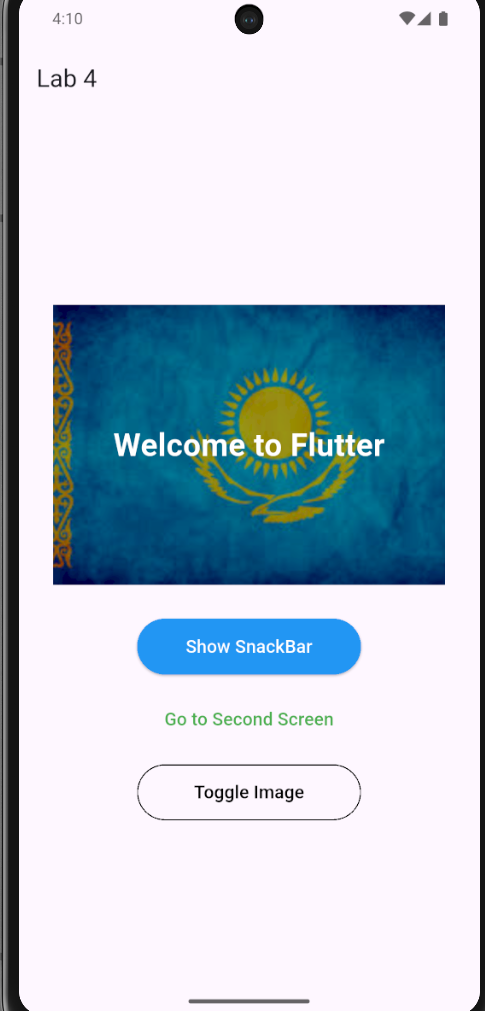 4:10
Lab 4
Welcome to Flutter
Show SnackBar
Go to Second Screen
Toggle Image